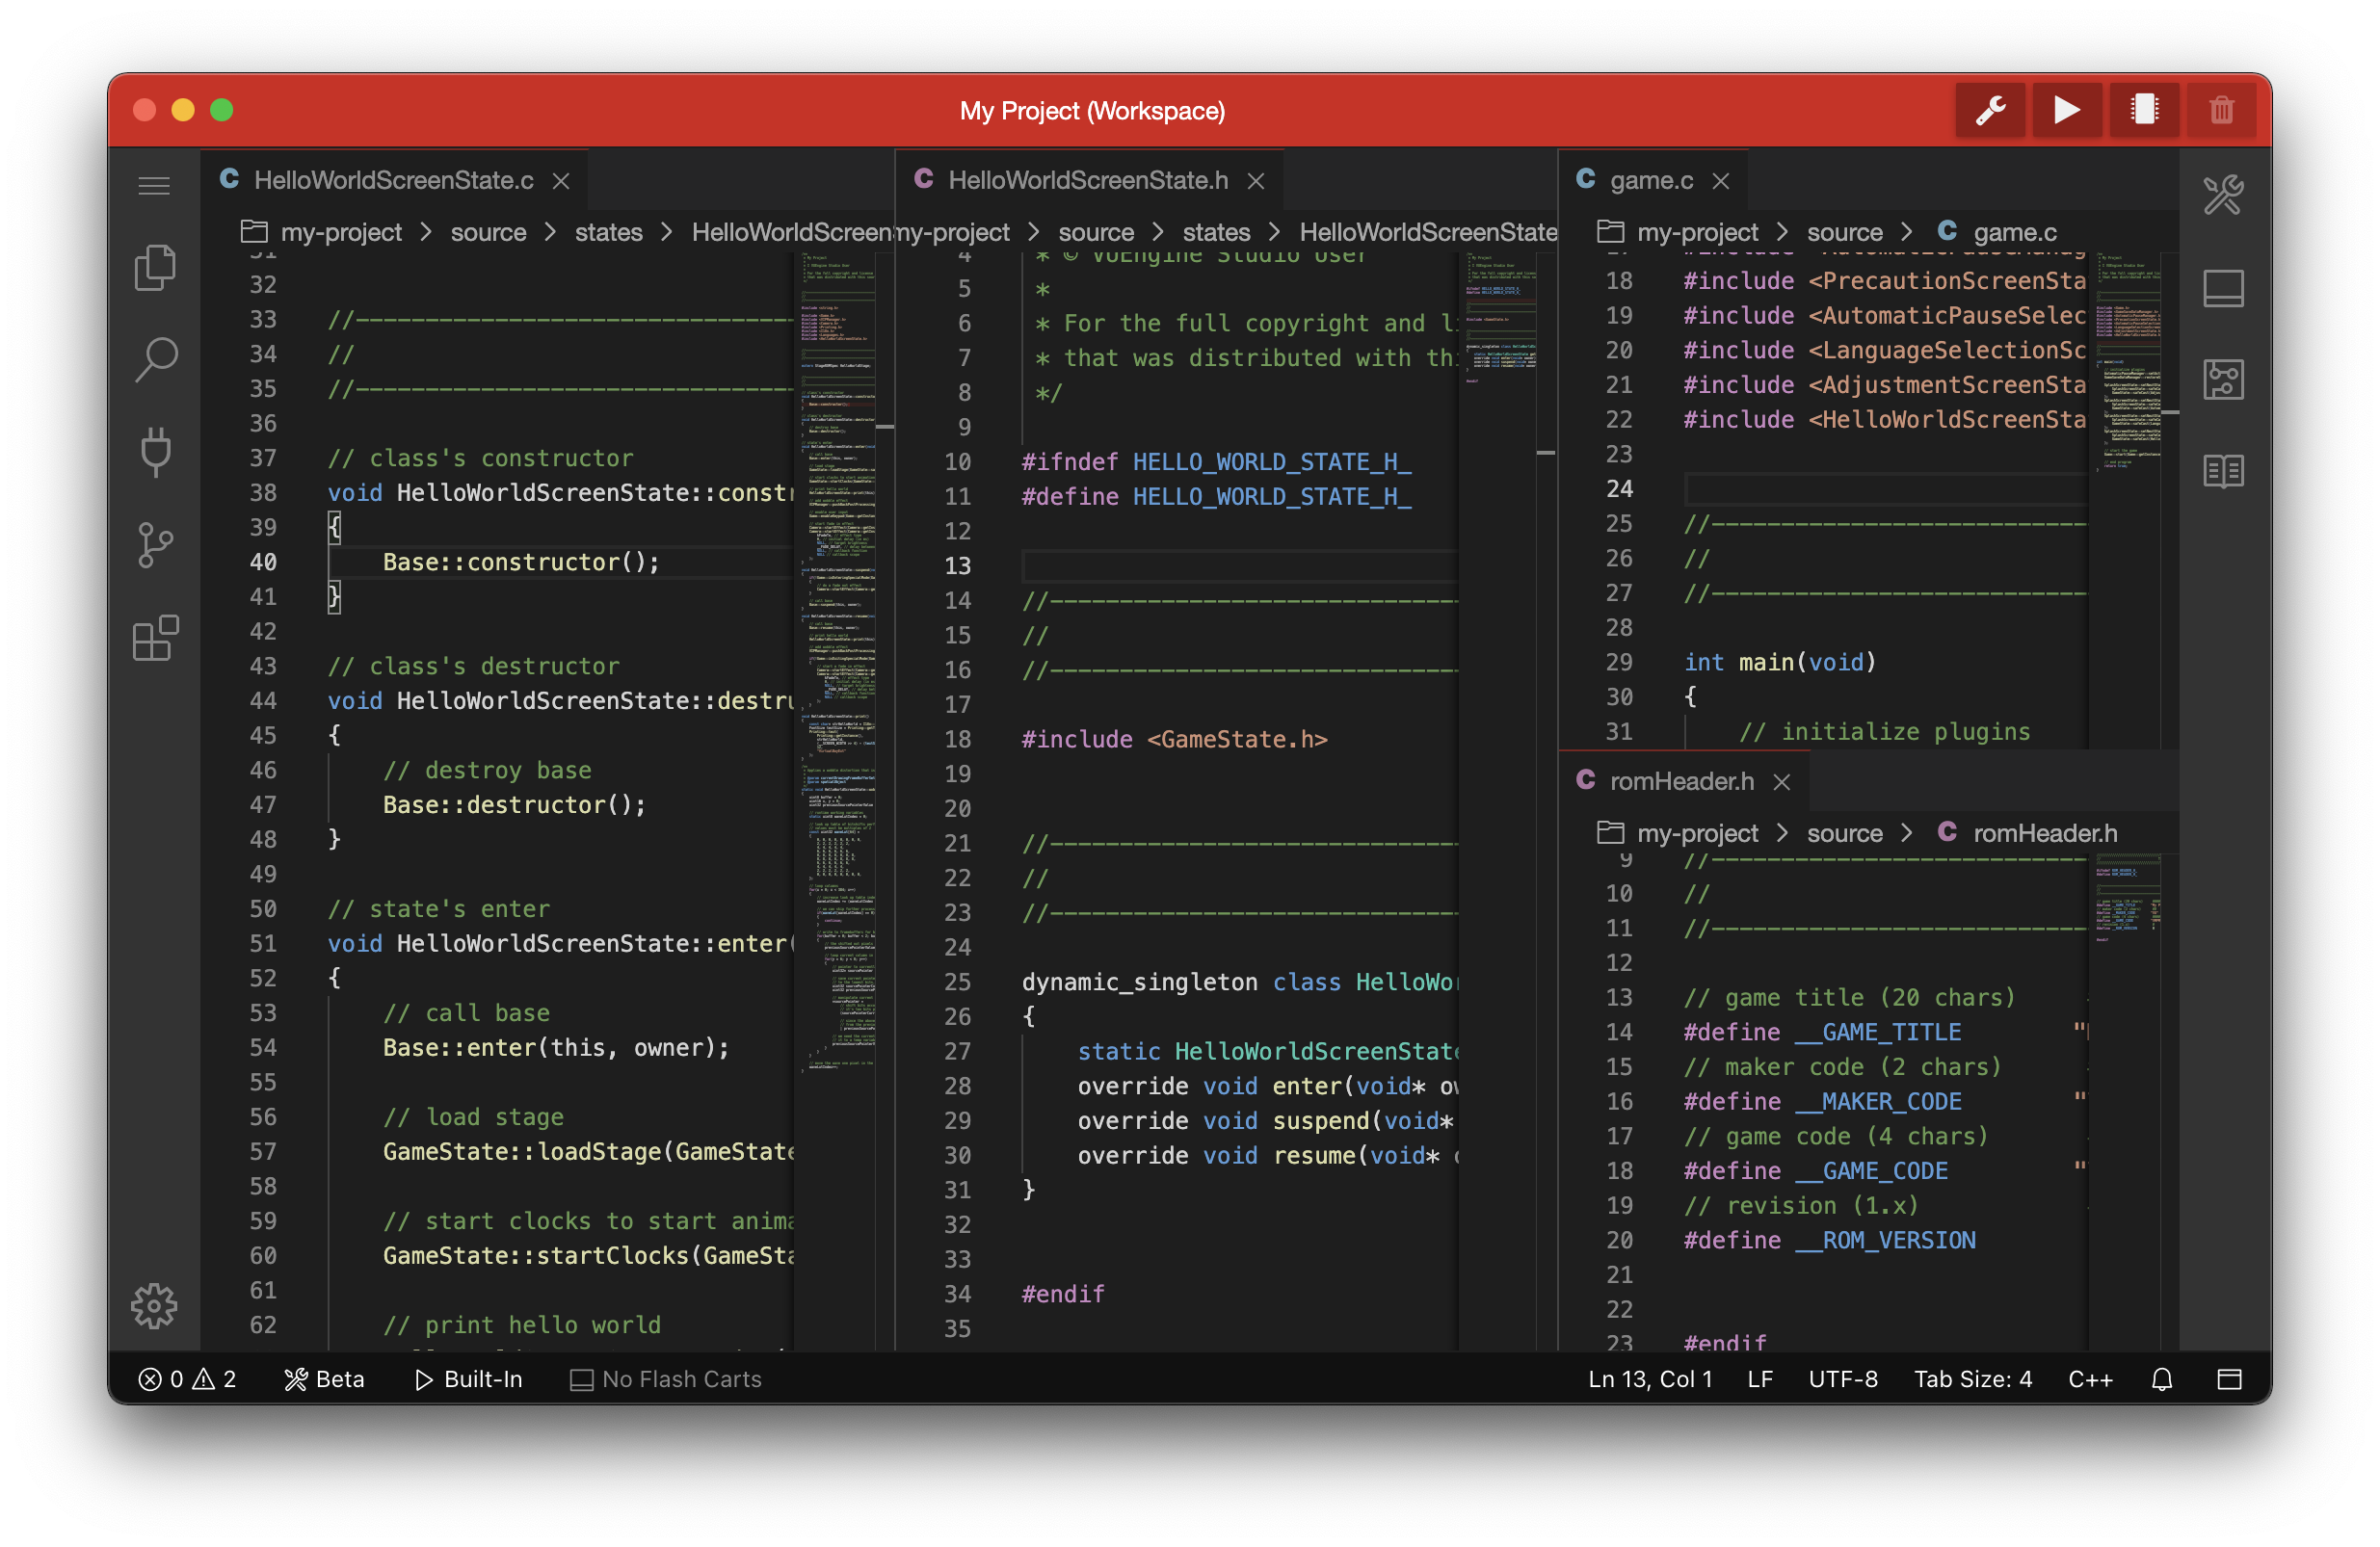 My Project (Workspace)
HelloWorldScreenState.c
my-project > source > states > HelloWorldScreen
32
33 //
34 //
35 //
36
37 // class's constructor
38 void HelloWorldScreenState::constr
39 {
40 Base::constructor();
41 }
42
43 // class's destructor
44 void HelloWorldScreenState::destru
45 {
46 // destroy base
47 Base::destructor();
48 }
49
50 // state's enter
51 void HelloWorldScreenState::enter(
52 {
53 // call base
54 Base::enter(this, owner);
55
56 // load stage
57 GameState::loadStage(GameState
58
59 // start clocks to start anima
60 GameState::startClocks(GameSta
61
62 // print hello world
HelloWorldScreenState.h
my-project > source > states > HelloWorldScreenState
4 * © VUEngine Studio User
5 *
6 * For the full copyright and li
7 * that was distributed with thi
8 */
9
10 #ifndef HELLO_WORLD_STATE_H_
11 #define HELLO_WORLD_STATE_H_
12
13
14 //
15 //
16 //
17
18 #include <GameState.h>
19
20
21 //
22 //
23 //
24
25 dynamic_singleton class HelloWor
26 {
27 static HelloWorldScreenState
28 override void enter(void* ow
29 override void suspend(void*
30 override void resume(void* o
31 }
32
33
34 #endif
35
game.c
my-project > source > game.c
18 #include <PrecautionScreenSta
19 #include <AutomaticPauseSelec
20 #include <LanguageSelectionSc
21 #include <AdjustmentScreenSta
22 #include <HelloWorldScreenSta
23
24
25 //
26 //
27 //
28
29 int main(void)
30 {
31 // initialize plugins
romHeader.h
my-project > source > romHeader.h
9 //
10 //
11 //
12
13 // game title (20 chars)
14 #define __GAME_TITLE "
15 // maker code (2 chars)
16 #define __MAKER_CODE "
17 // game code (4 chars)
18 #define __GAME_CODE "
19 // revision (1.x)
20 #define __ROM_VERSION
21
22
23 #endif
0 2 Beta Built-In No Flash Carts Ln 13, Col 1 LF UTF-8 Tab Size: 4 C++